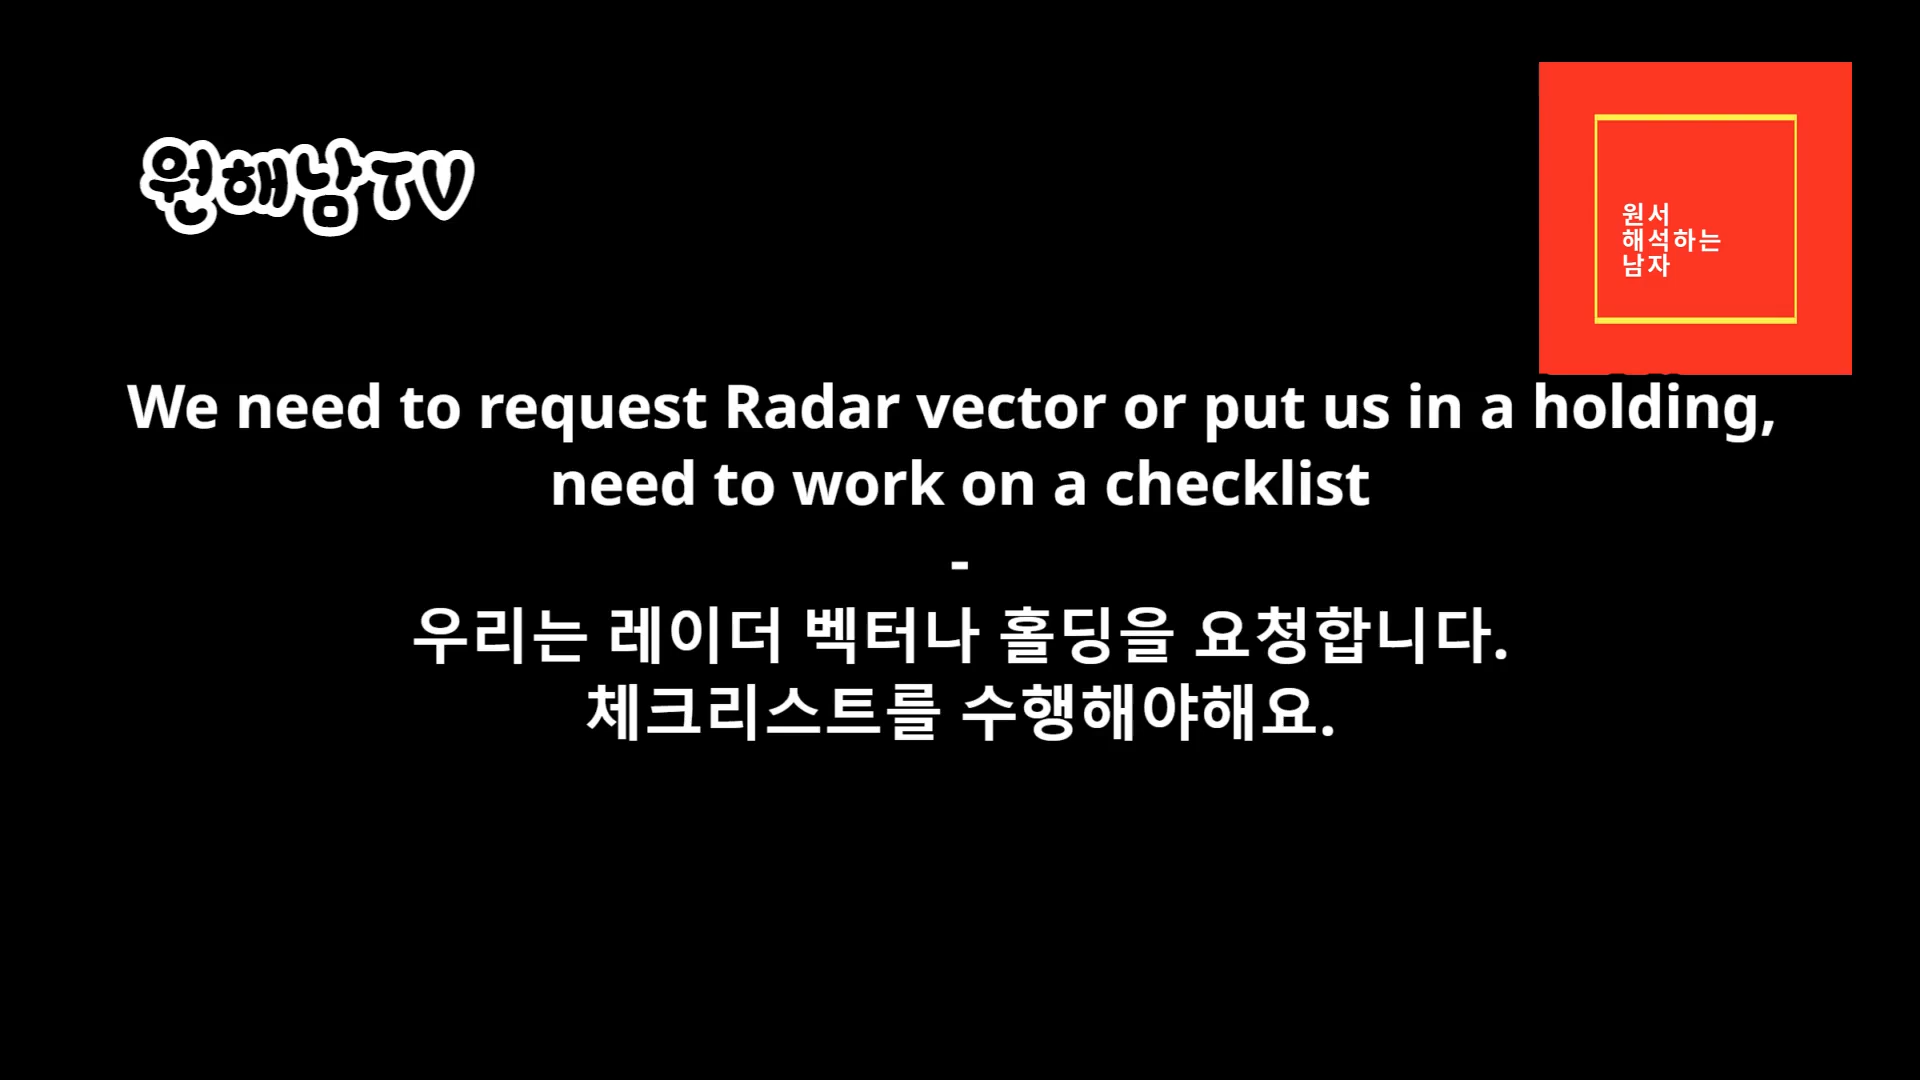 원해남TV
원서
해석하는
남자
We need to request Radar vector or put us in a holding,
need to work on a checklist
-
우리는 레이더 벡터나 홀딩을 요청합니다.
체크리스트를 수행해야해요.